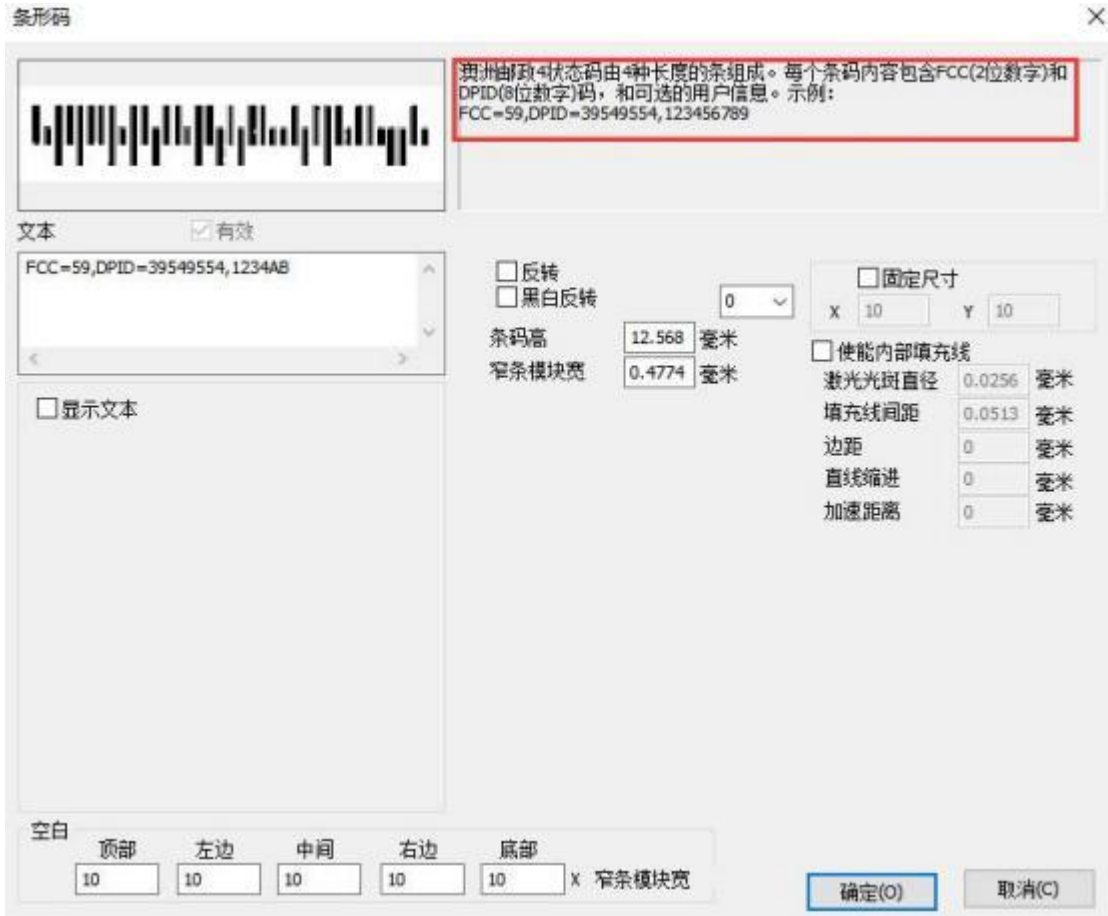 条形码
澳洲邮政4状态码由4种长度的条组成。每个条码内容包含FCC(2位数字)和
DPID(8位数字)码，和可选的用户信息。示例：
FCC=59,DPID=39549554,123456789
文本 有效
FCC=59,DPID=39549554,1234AB
显示文本
反转
黑白反转 0
条码高 12.568 毫米
窄条模块宽 0.4774 毫米
固定尺寸
X 10 Y 10
使能内部填充线
激光光斑直径 0.0256 毫米
填充线间距 0.0513 毫米
边距 0 毫米
直线缩进 0 毫米
加速距离 0 毫米
空白
顶部 左边 中间 右边 底部
10 10 10 10 10 X 窄条模块宽
确定(O) 取消(C)